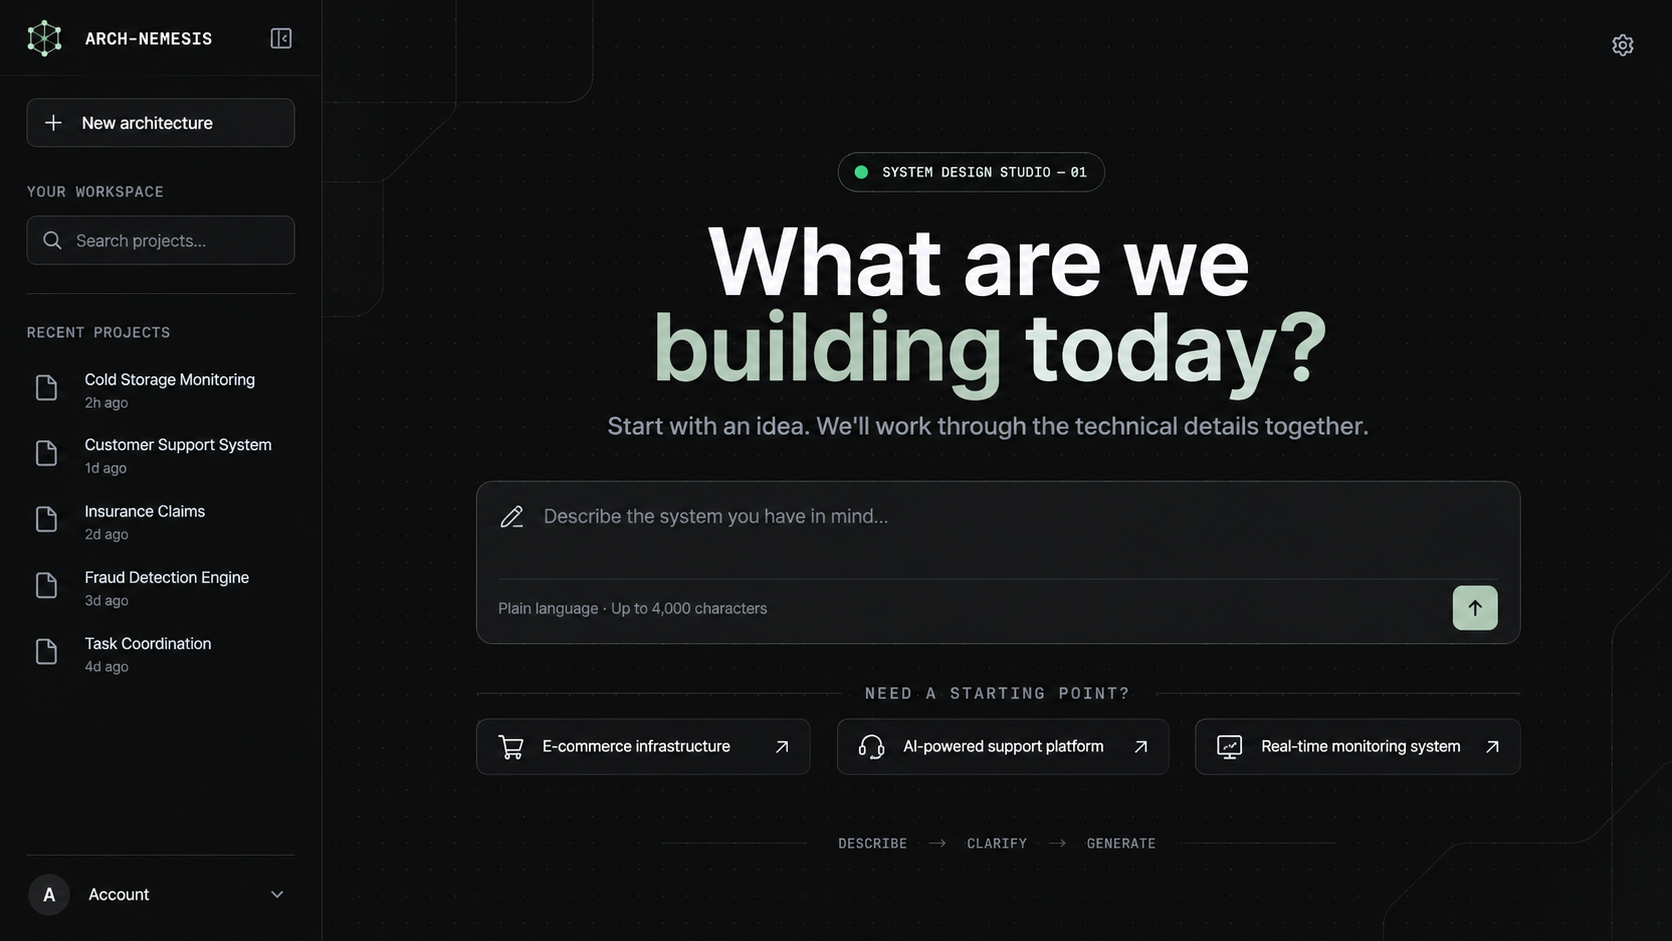 ARCH-NEMESIS
New architecture
YOUR WORKSPACE
Search projects...
RECENT PROJECTS
Cold Storage Monitoring
2h ago
Customer Support System
1d ago
Insurance Claims
2d ago
Fraud Detection Engine
3d ago
Task Coordination
4d ago
A Account
SYSTEM DESIGN STUDIO — 01
What are we
building today?
Start with an idea. We'll work through the technical details together.
Describe the system you have in mind...
Plain language · Up to 4,000 characters
NEED A STARTING POINT?
E-commerce infrastructure
AI-powered support platform
Real-time monitoring system
DESCRIBE → CLARIFY → GENERATE